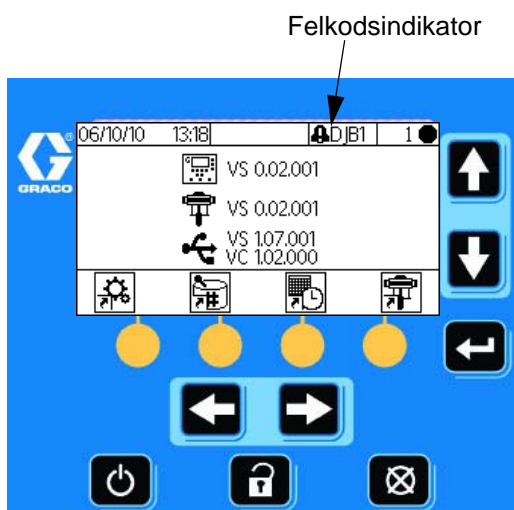 Felkodsindikator
06/10/10 13:18 DJB1 1
GRACO
VS 0.02.001
VS 0.02.001
VS 1.07.001
VC 1.02.000